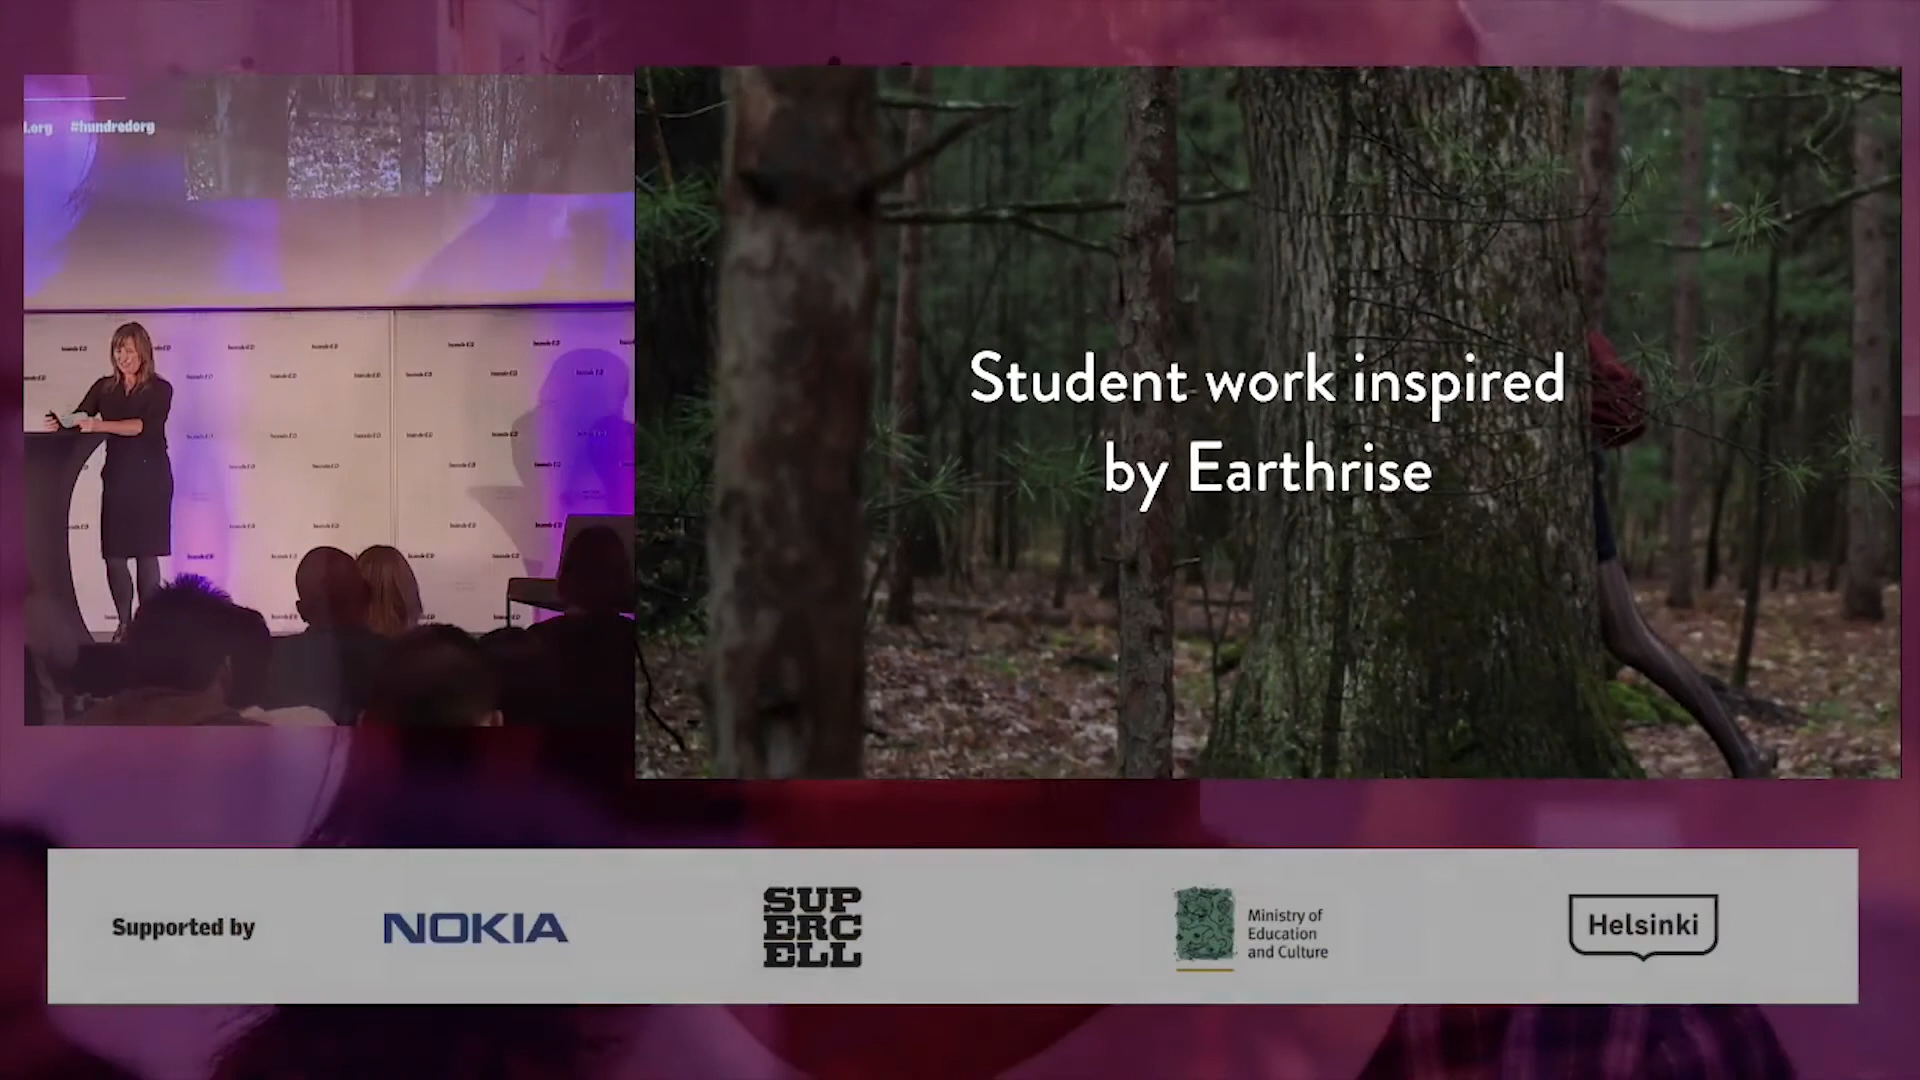 .org #hundredorg
Student work inspired
by Earthrise
Supported by
NOKIA
SUP
ERC
ELL
Ministry of
Education
and Culture
Helsinki